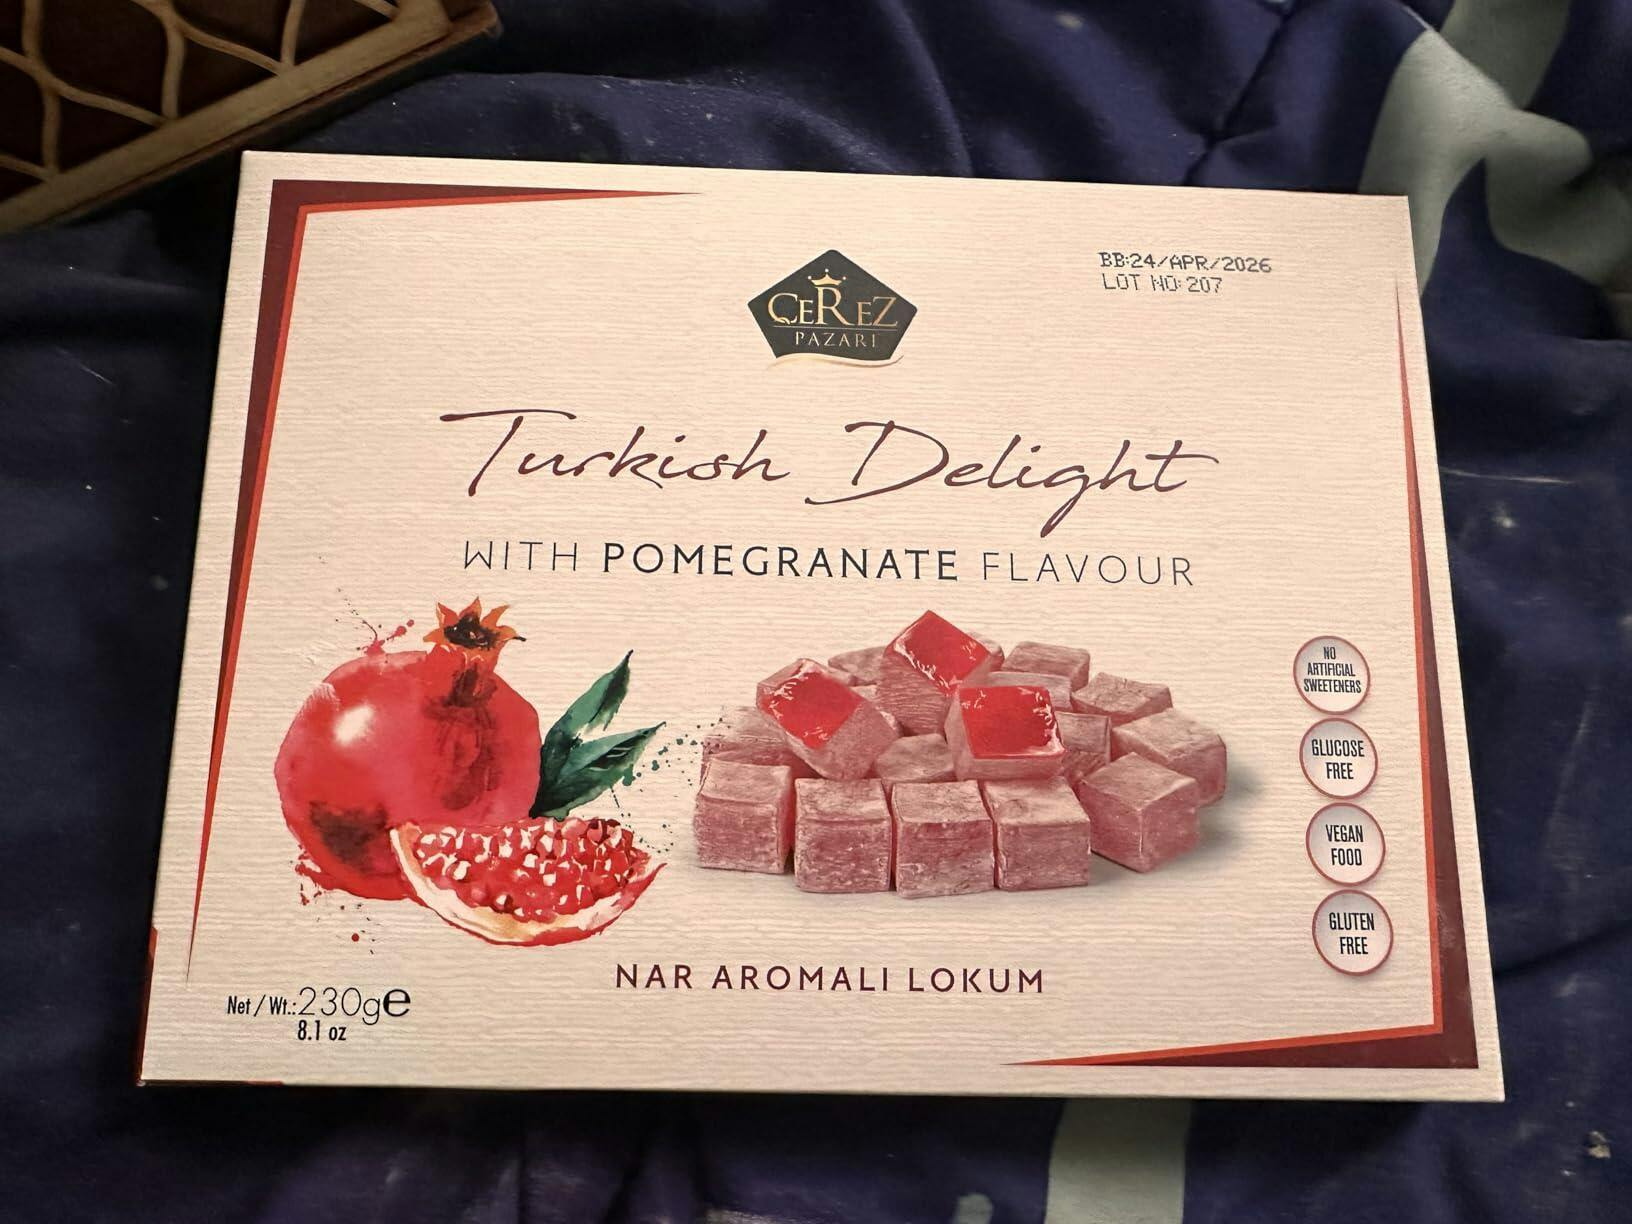 ÇEREZ
PAZARI
BB:24/APR/2026
LOT NO:207
Turkish Delight
WITH POMEGRANATE FLAVOUR
NO
ARTIFICIAL
SWEETENERS
GLUCOSE
FREE
VEGAN
FOOD
GLUTEN
FREE
NAR AROMALI LOKUM
Net / Wt.:230g e
8.1 oz